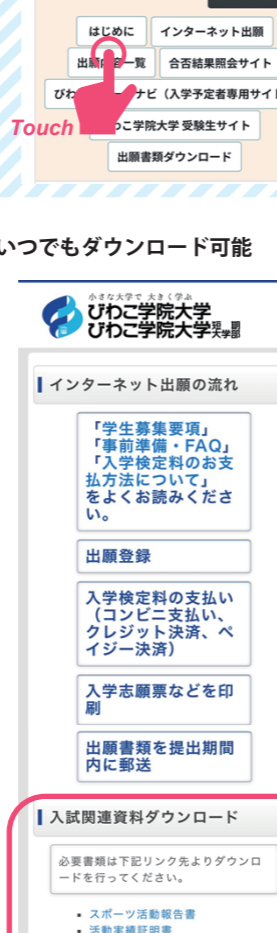 はじめに
インターネット出願
出願内容一覧
合否結果照会サイト
びわ
ナビ（入学予定者専用サイ
Touch
わこ学院大学 受験生サイト
出願書類ダウンロード
いつでもダウンロード可能
小さな大学で 大きく学ぶ
びわこ学院大学
びわこ学院大学短期大学部
インターネット出願の流れ
「学生募集要項」
「事前準備・FAQ」
「入学検定料のお支
払方法について」
をよくお読みくださ
い。
出願登録
入学検定料の支払い
（コンビニ支払い、
クレジット決済、ペ
イジー決済）
入学志願票などを印
刷
出願書類を提出期間
内に郵送
入試関連資料ダウンロード
必要書類は下記リンク先よりダウンロ
ードを行ってください。
スポーツ活動報告書
活動実績証明書